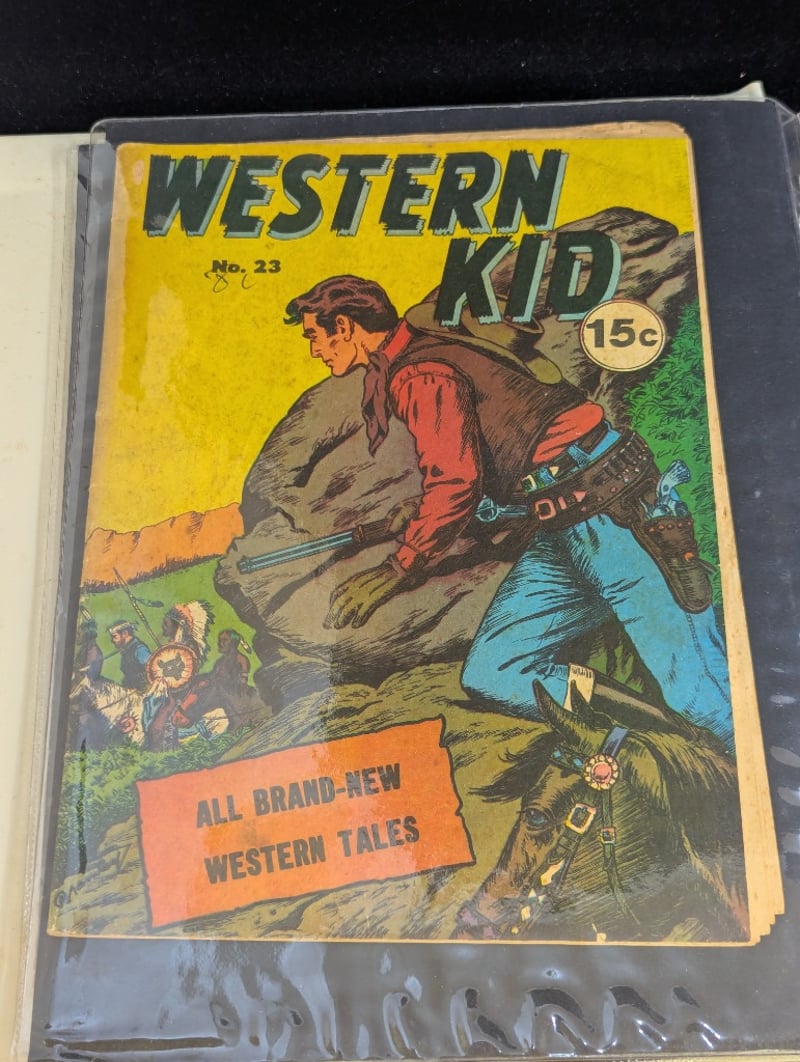 WESTERN
KID
No. 23
15c
ALL BRAND-NEW
WESTERN TALES